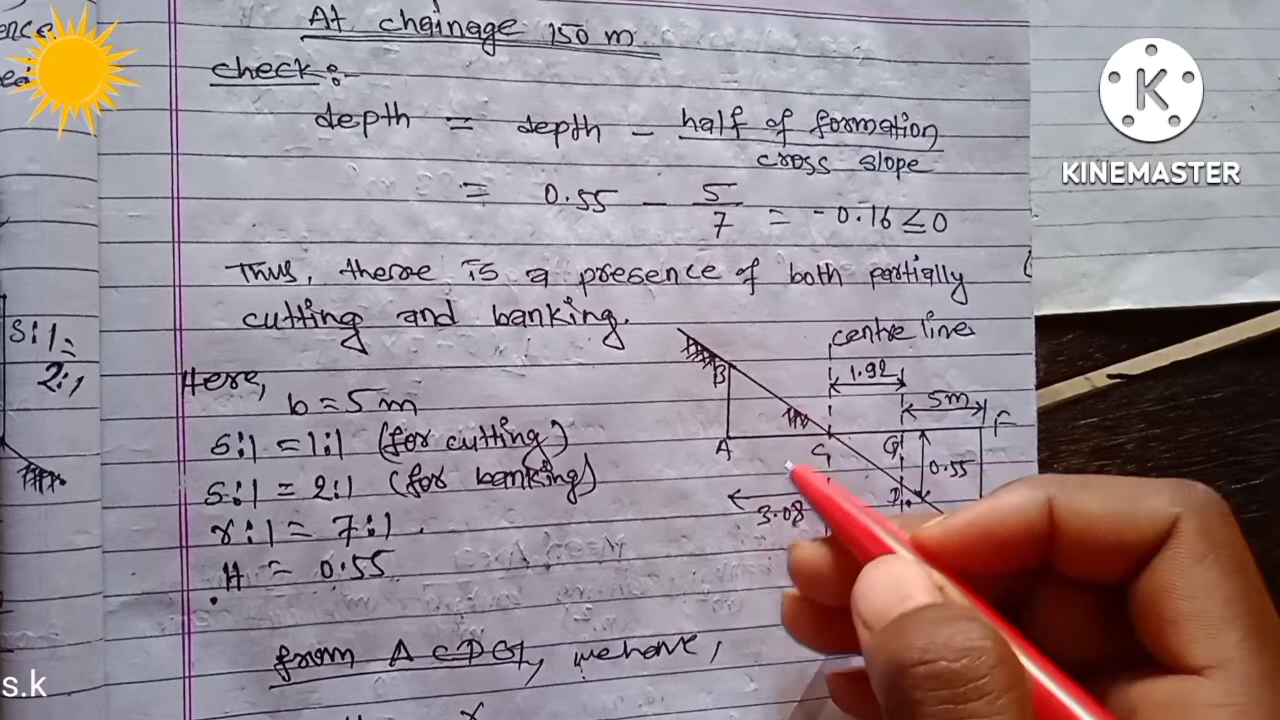 At chainage 150 m
check:-
depth = depth - half of formation / cross slope
= 0.55 - 5/7 = -0.16 ≤ 0
Thus, there is a presence of both partially
cutting and banking.
Here,
b = 5 m
S:1 = 1:1 (for cutting)
S:1 = 2:1 (for banking)
r:1 = 7:1
H = 0.55
from Δ CDG, we have,
centre line
1.92
5m
B
A
C
G
F
0.55
D
3.08
S:1 =
2:1
KINEMASTER
K
s.k